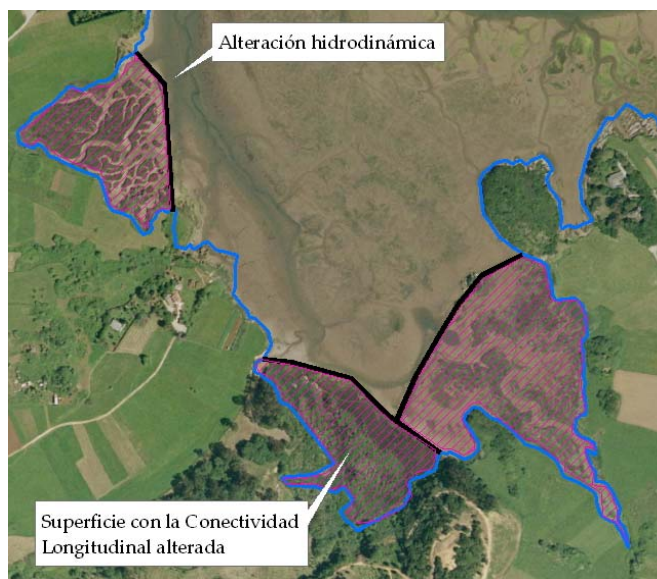 Alteración hidrodinámica
Superficie con la Conectividad
Longitudinal alterada